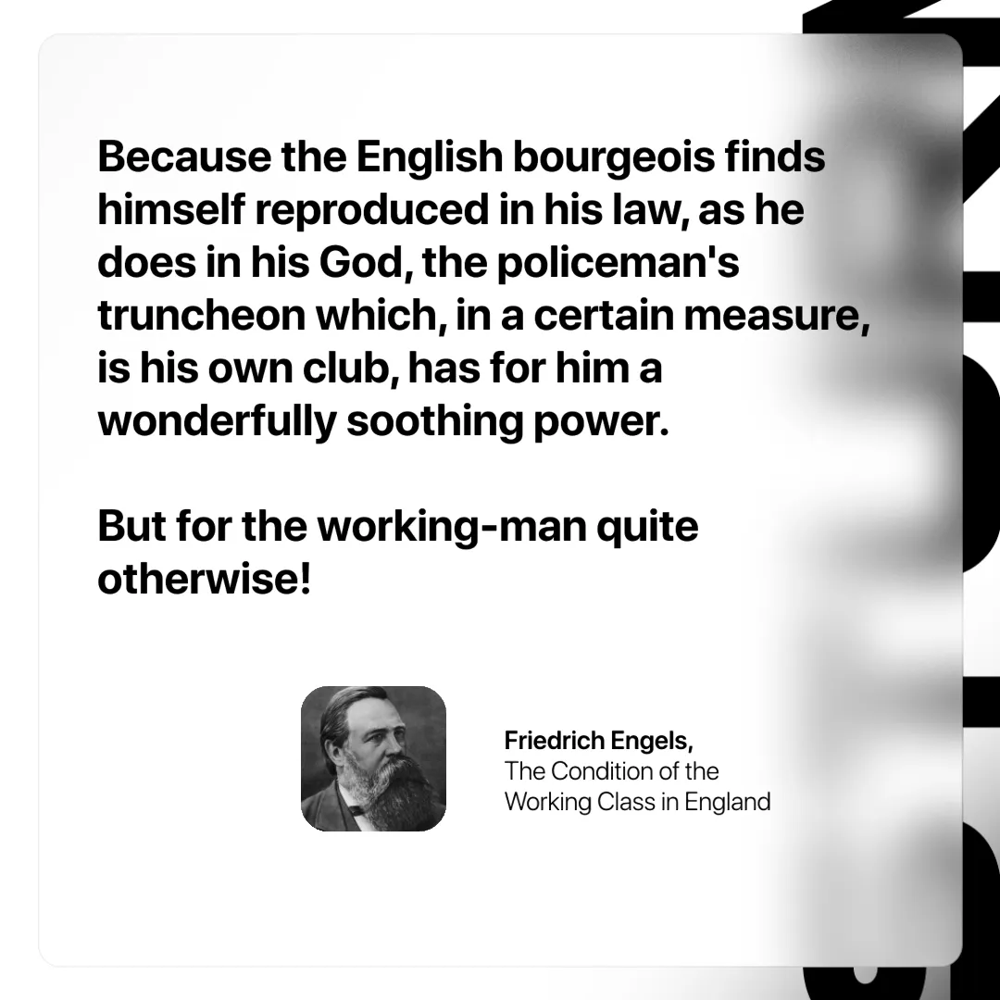 Because the English bourgeois finds
himself reproduced in his law, as he
does in his God, the policeman's
truncheon which, in a certain measure,
is his own club, has for him a
wonderfully soothing power.
But for the working-man quite
otherwise!
Friedrich Engels,
The Condition of the
Working Class in England